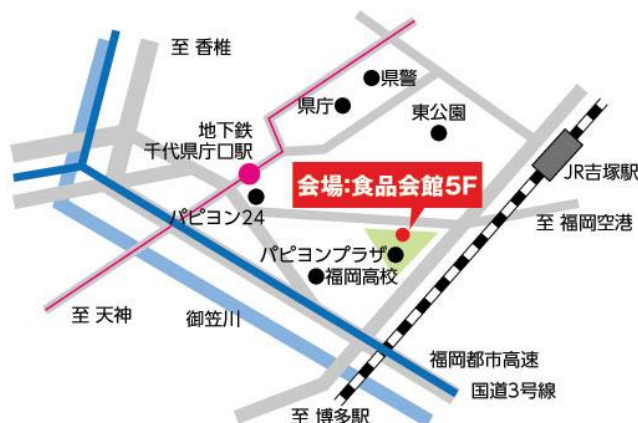 至 香椎
県警
県庁
東公園
地下鉄
千代県庁口駅
JR吉塚駅
会場:食品会館5F
パピヨン24
至 福岡空港
パピヨンプラザ
福岡高校
至 天神
御笠川
福岡都市高速
国道3号線
至 博多駅